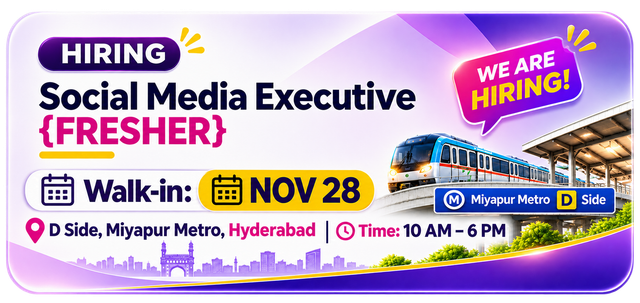 HIRING
Social Media Executive
{FRESHER}
WE ARE
HIRING!
Walk-in: NOV 28
M Miyapur Metro D Side
D Side, Miyapur Metro, Hyderabad | Time: 10 AM – 6 PM